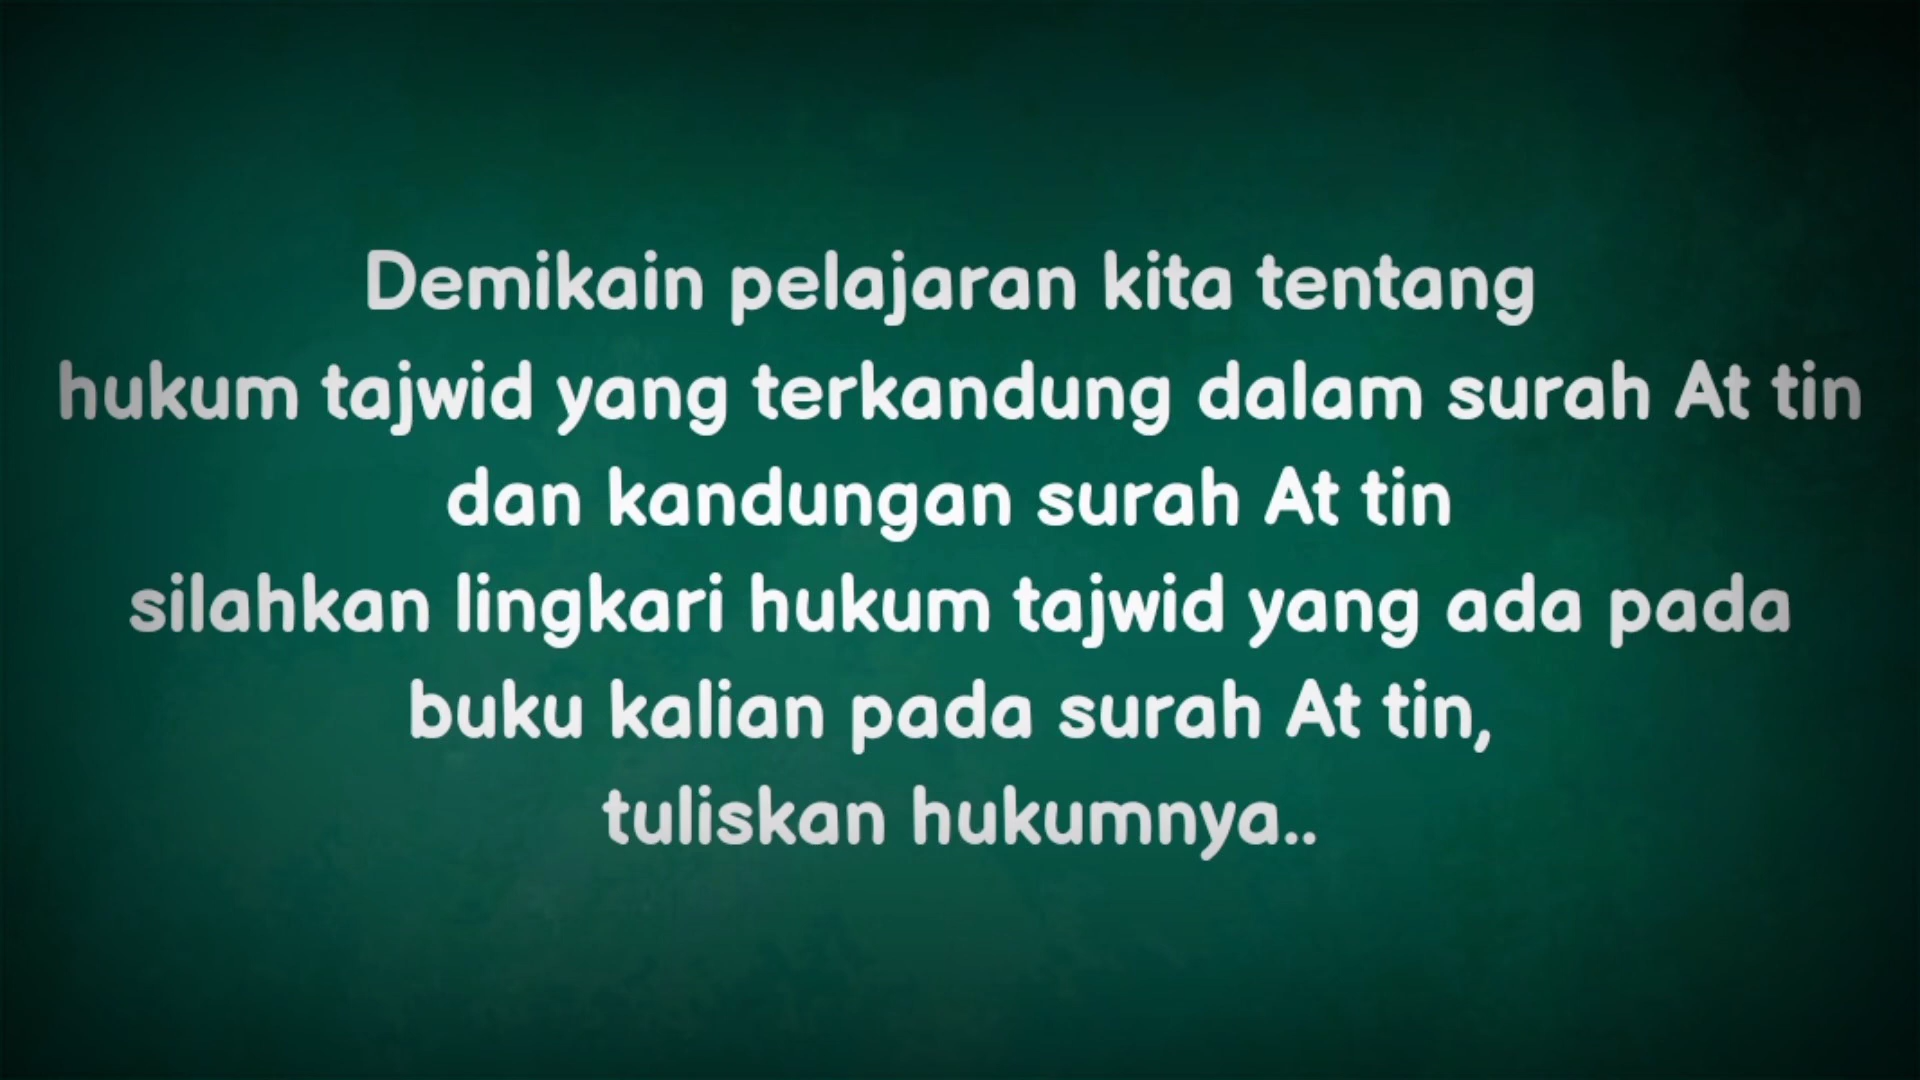 Demikain pelajaran kita tentang
hukum tajwid yang terkandung dalam surah At tin
dan kandungan surah At tin
silahkan lingkari hukum tajwid yang ada pada
buku kalian pada surah At tin,
tuliskan hukumnya..